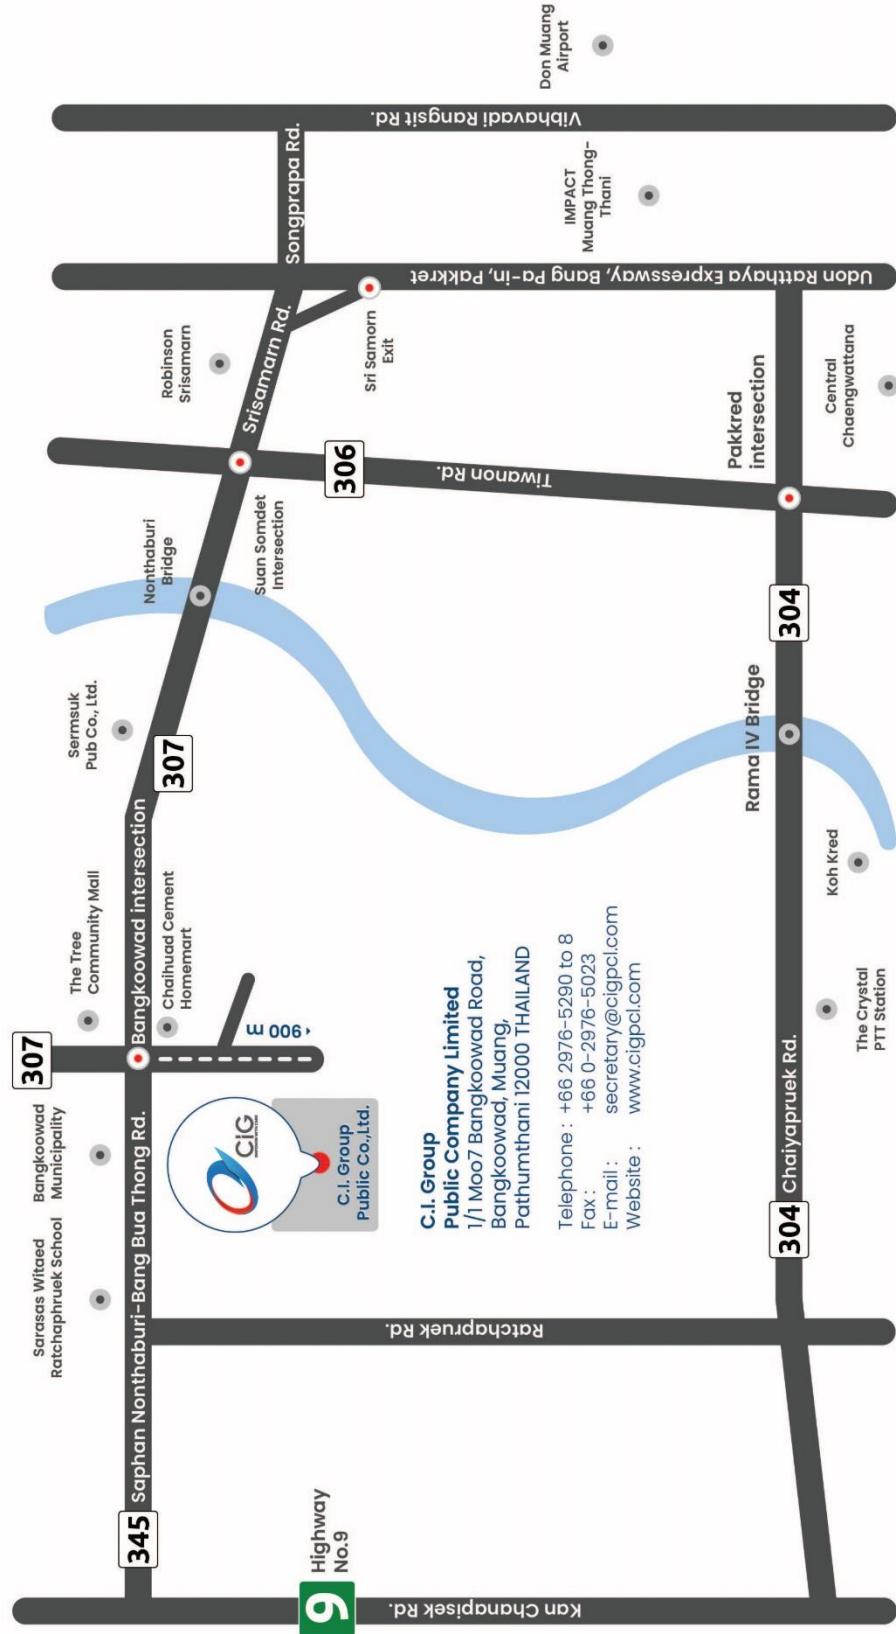 307
Sarasas Witaed
Ratchaphruek School
Bangkoowad
Municipality
The Tree
Community Mall
Sermsuk
Pub Co., Ltd.
Nonthaburi
Bridge
Robinson
Srisamarn
345
Saphan Nonthaburi-Bang Bua Thong Rd.
Bangkoowad intersection
307
Srisamarn Rd.
Songprapa Rd.
Chaihuad Cement
Homemart
900 m
Suan Somdet
Intersection
Sri Samorn
Exit
CiG
C.I. Group
Public Co.,Ltd.
9
Highway
No.9
306
Kan Chanapisek Rd.
Ratchapruek Rd.
Tiwanon Rd.
Udon Ratthaya Expressway, Bang Pa-in, Pakkret
Vibhavadi Rangsit Rd.
C.I. Group
Public Company Limited
1/1 Moo7 Bangkoowad Road,
Bangkoowad, Muang,
Pathumthani 12000 THAILAND
Telephone : +66 2976-5290 to 8
Fax : +66 0-2976-5023
E-mail : secretary@cigpcl.com
Website : www.cigpcl.com
Don Muang
Airport
IMPACT
Muang Thong-
Thani
Pakkred
intersection
Rama IV Bridge
304
Chaiyapruek Rd.
304
Central
Chaengwattana
Koh Kred
The Crystal
PTT Station